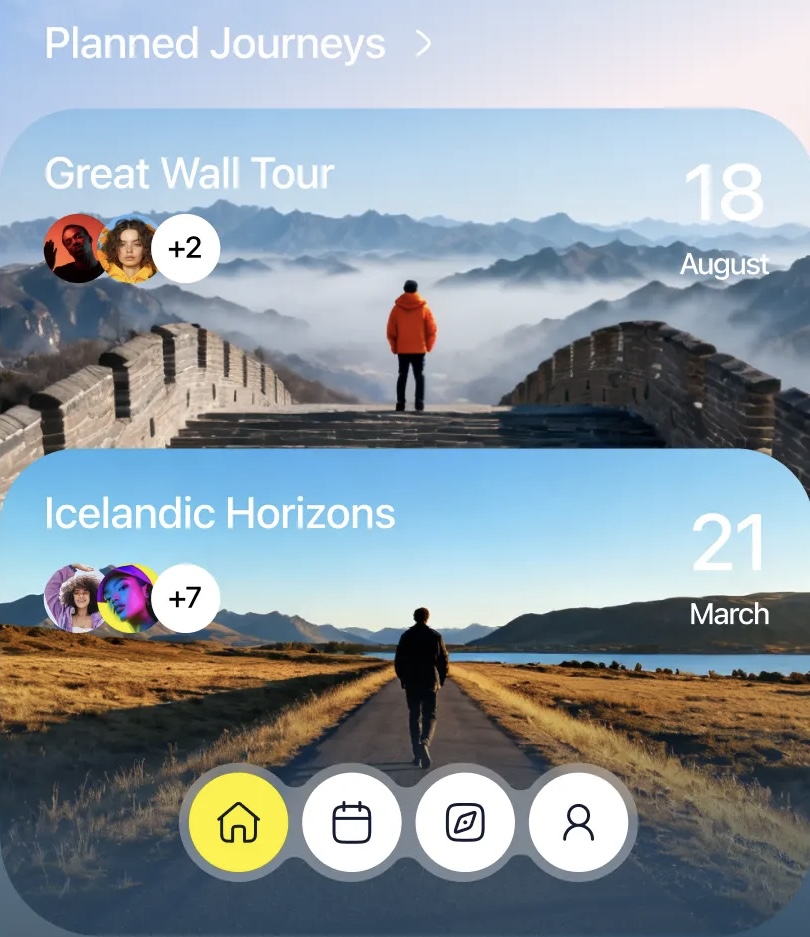 Planned Journeys
Great Wall Tour
18
+2
August
Icelandic Horizons
21
+7
March